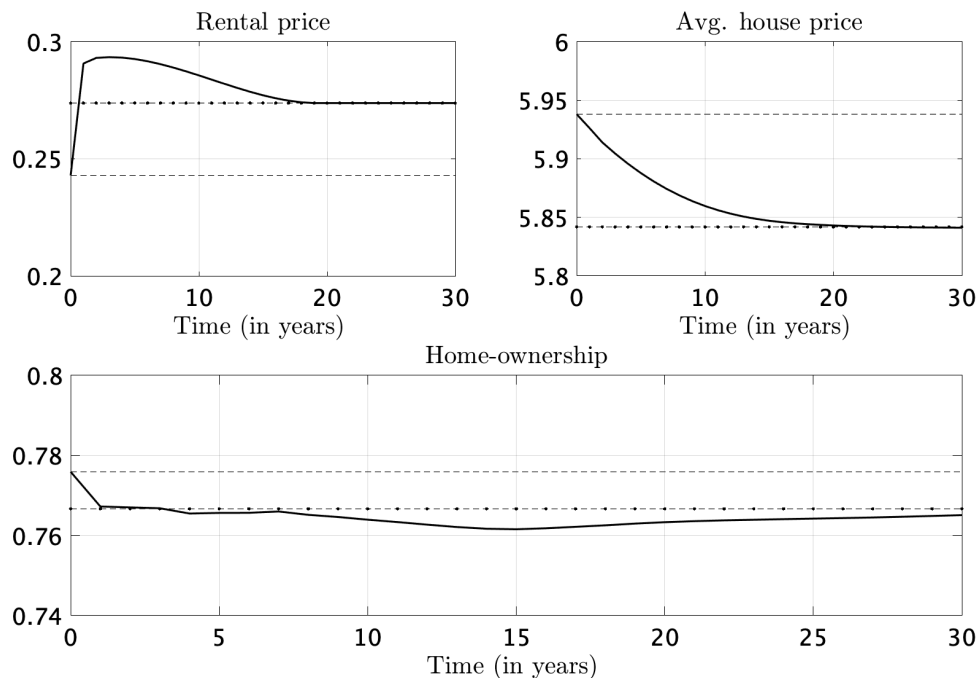 Rental price
0.3
0.25
0.2
0 10 20 30
Time (in years)
Avg. house price
6
5.95
5.9
5.85
5.8
0 10 20 30
Time (in years)
Home-ownership
0.8
0.78
0.76
0.74
0 5 10 15 20 25 30
Time (in years)